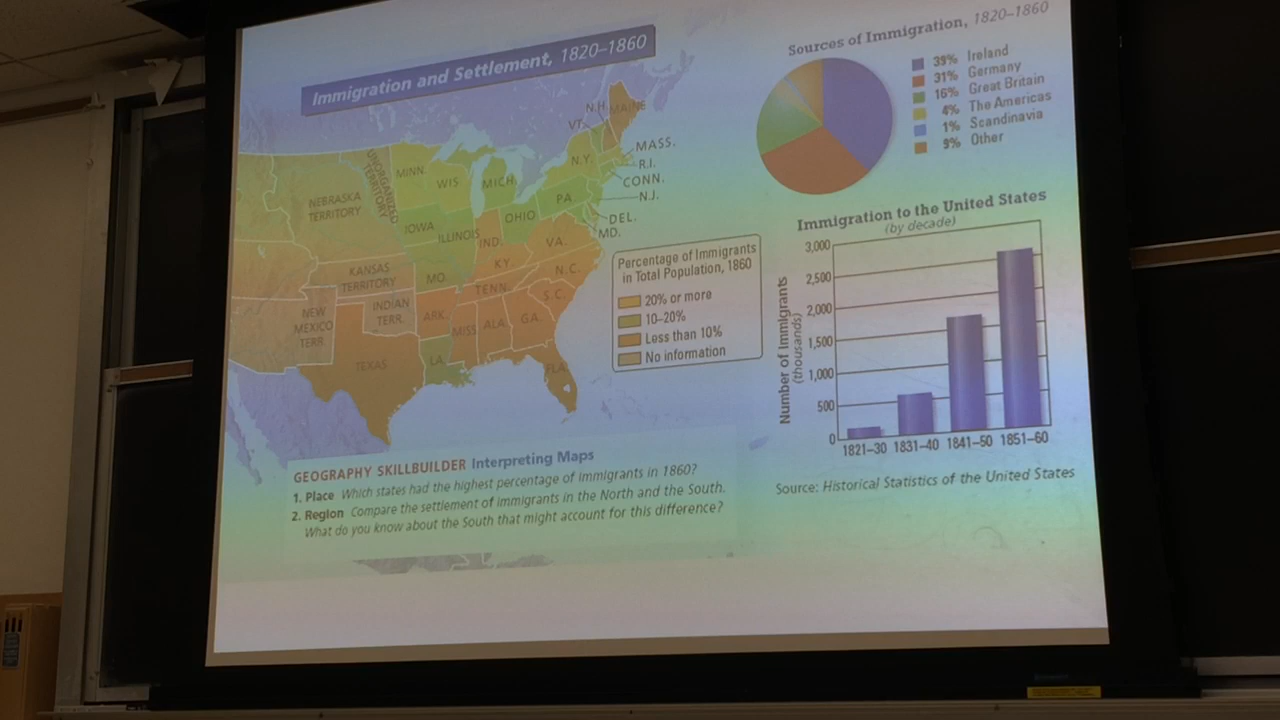 Immigration and Settlement, 1820–1860
N.H.
MAINE
VT.
MASS.
R.I.
CONN.
N.J.
DEL.
MD.
N.Y.
PA.
MINN.
WIS.
MICH.
UNORGANIZED
TERRITORY
NEBRASKA
TERRITORY
IOWA
ILLINOIS
IND.
OHIO
VA.
KANSAS
TERRITORY
MO.
KY.
N.C.
TENN.
S.C.
NEW
MEXICO
TERR.
INDIAN
TERR.
ARK.
MISS.
ALA.
GA.
TEXAS
LA.
FLA.
Percentage of Immigrants
in Total Population, 1860
20% or more
10–20%
Less than 10%
No information
GEOGRAPHY SKILLBUILDER Interpreting Maps
1. Place Which states had the highest percentage of immigrants in 1860?
2. Region Compare the settlement of immigrants in the North and the South.
What do you know about the South that might account for this difference?
Sources of Immigration, 1820–1860
39% Ireland
31% Germany
16% Great Britain
4% The Americas
1% Scandinavia
9% Other
Immigration to the United States
(by decade)
Number of Immigrants
(thousands)
3,000
2,500
2,000
1,500
1,000
500
0
1821–30 1831–40 1841–50 1851–60
Source: Historical Statistics of the United States